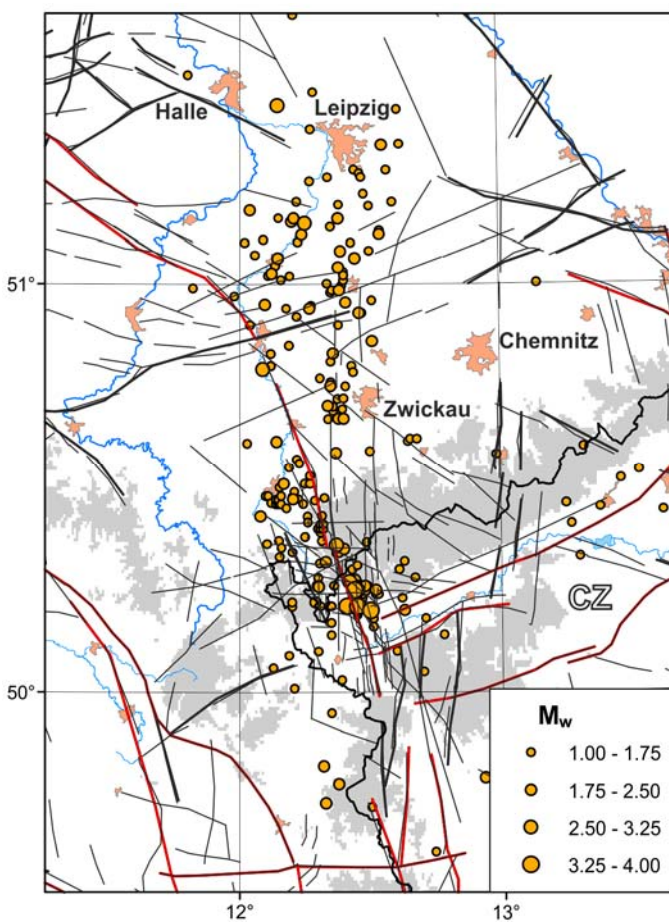 Halle
Leipzig
51°
Chemnitz
Zwickau
CZ
50°
M_w
1.00 - 1.75
1.75 - 2.50
2.50 - 3.25
3.25 - 4.00
12°
13°